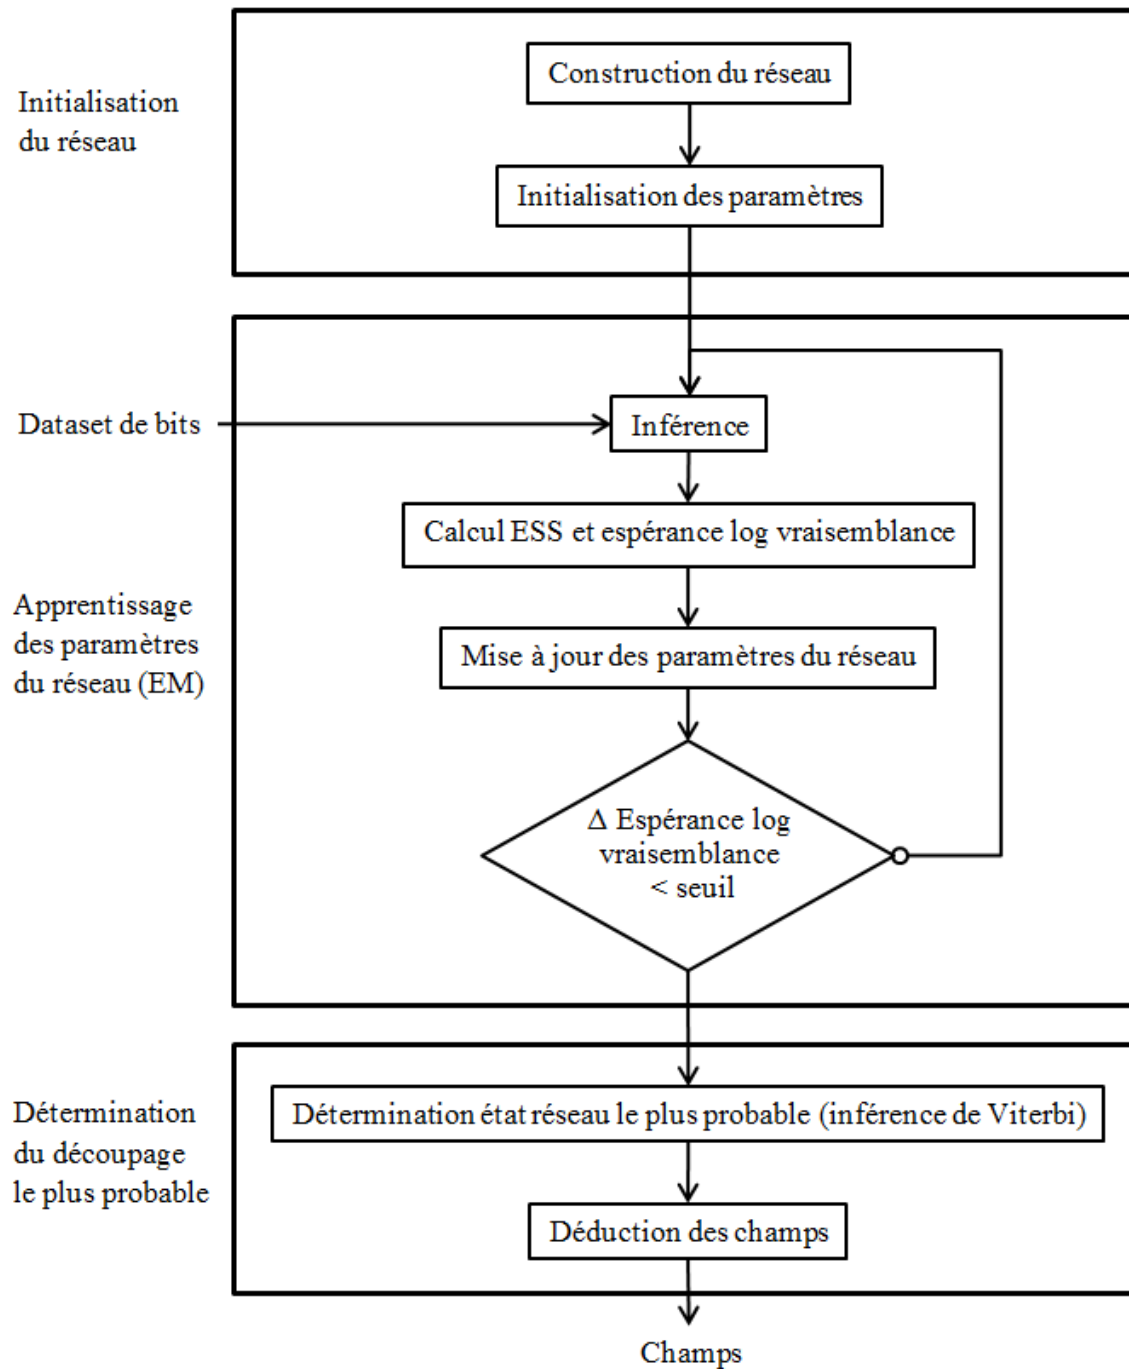 Initialisation
du réseau
Construction du réseau
Initialisation des paramètres
Dataset de bits
Inférence
Calcul ESS et espérance log vraisemblance
Apprentissage
des paramètres
du réseau (EM)
Mise à jour des paramètres du réseau
Δ Espérance log
vraisemblance
< seuil
Détermination
du découpage
le plus probable
Détermination état réseau le plus probable (inférence de Viterbi)
Déduction des champs
Champs